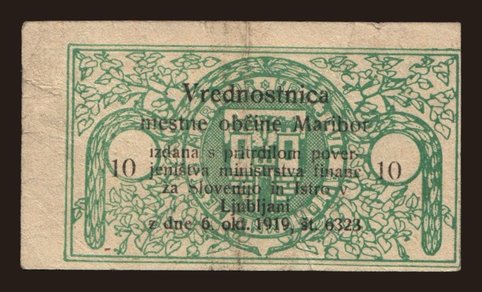 Vrednostnica
mestne občine Maribor
izdana s pritrdilom pover-
jeništva ministrstva financ
10 za Slovenijo in Istro v 10
Ljubljani
z dne 6. okt. 1919, št. 6323